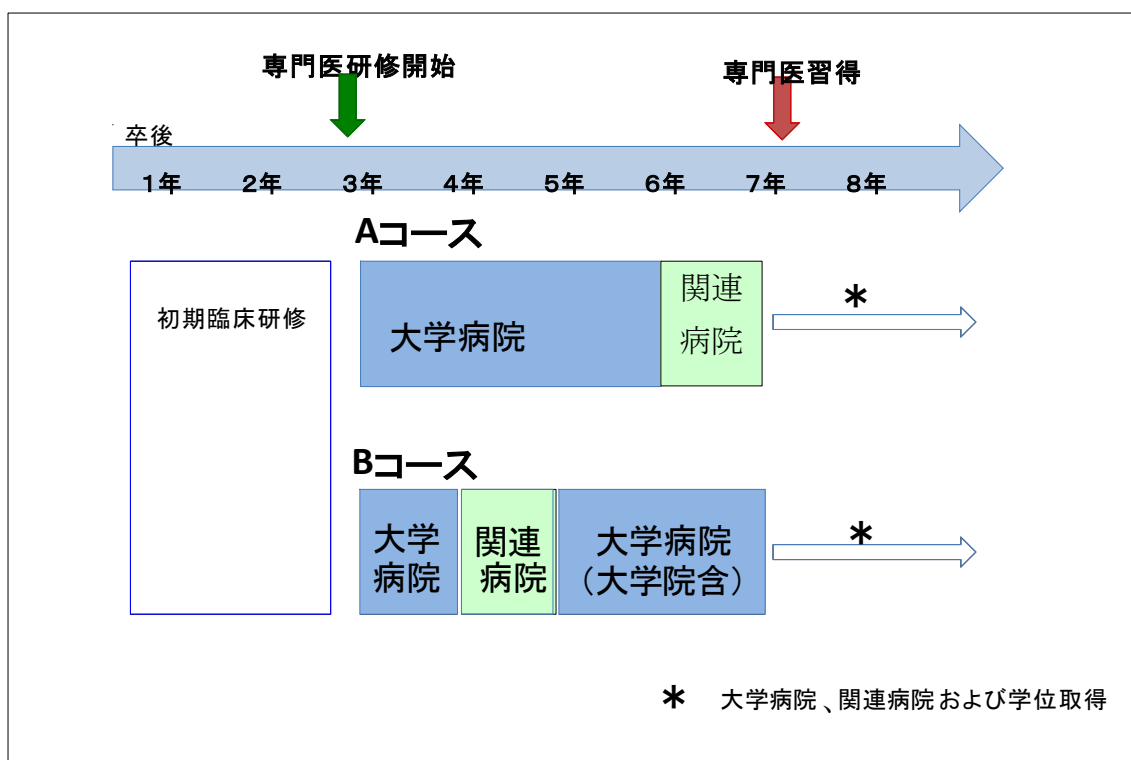 専門医研修開始
専門医習得
卒後
1年 2年 3年 4年 5年 6年 7年 8年
Aコース
初期臨床研修
大学病院
関連
病院
*
Bコース
大学
病院
関連
病院
大学病院
(大学院含)
*
* 大学病院、関連病院および学位取得